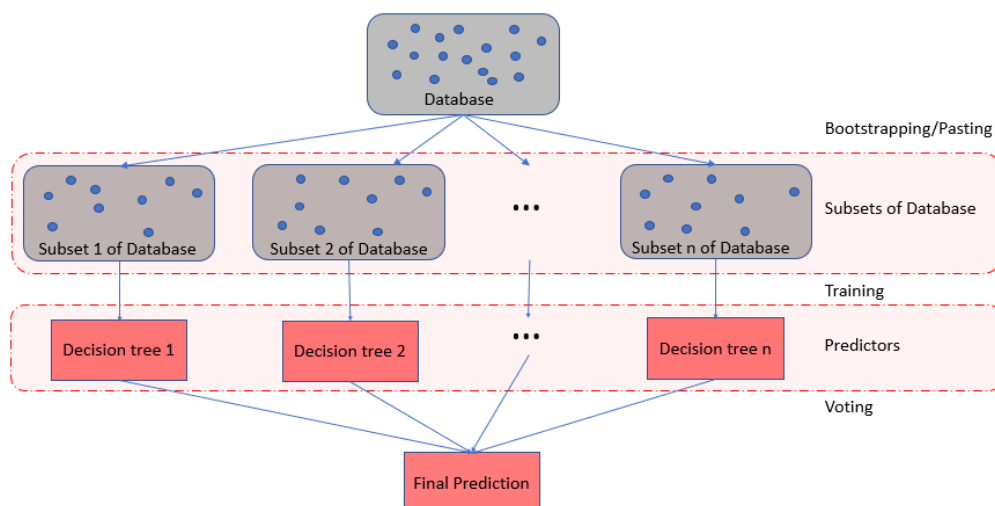 Database
Bootstrapping/Pasting
Subset 1 of Database
Subset 2 of Database
...
Subset n of Database
Subsets of Database
Training
Decision tree 1
Decision tree 2
...
Decision tree n
Predictors
Voting
Final Prediction